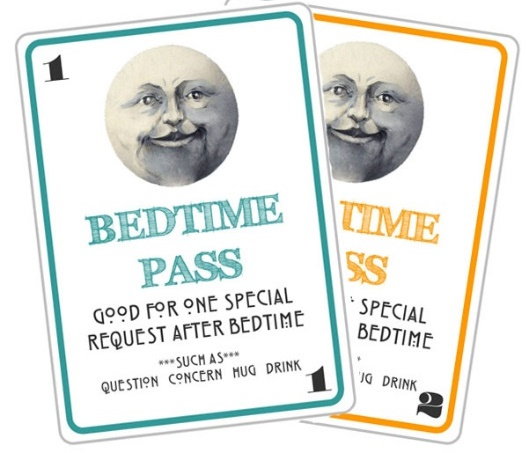 1
BEDTIME
PASS
GOOD FOR ONE SPECIAL
REQUEST AFTER BEDTIME
***SUCH AS***
QUESTION CONCERN HUG DRINK
1
TIME
SS
SPECIAL
BEDTIME
UG DRINK
2